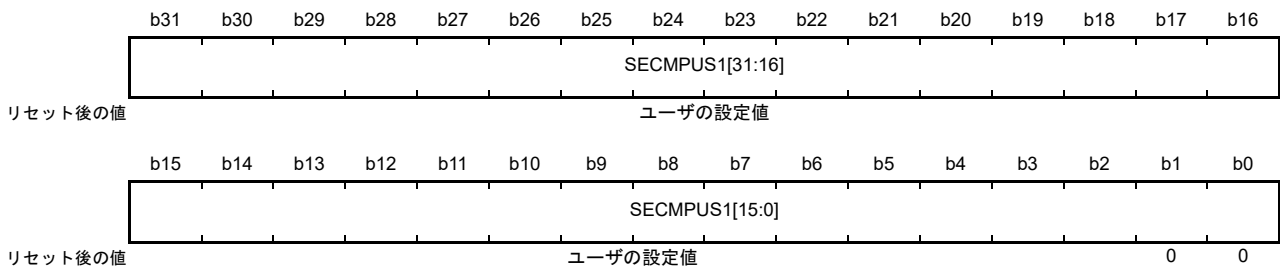 b31 b30 b29 b28 b27 b26 b25 b24 b23 b22 b21 b20 b19 b18 b17 b16
SECMPUS1[31:16]
リセット後の値 ユーザの設定値
b15 b14 b13 b12 b11 b10 b9 b8 b7 b6 b5 b4 b3 b2 b1 b0
SECMPUS1[15:0]
リセット後の値 ユーザの設定値 0 0